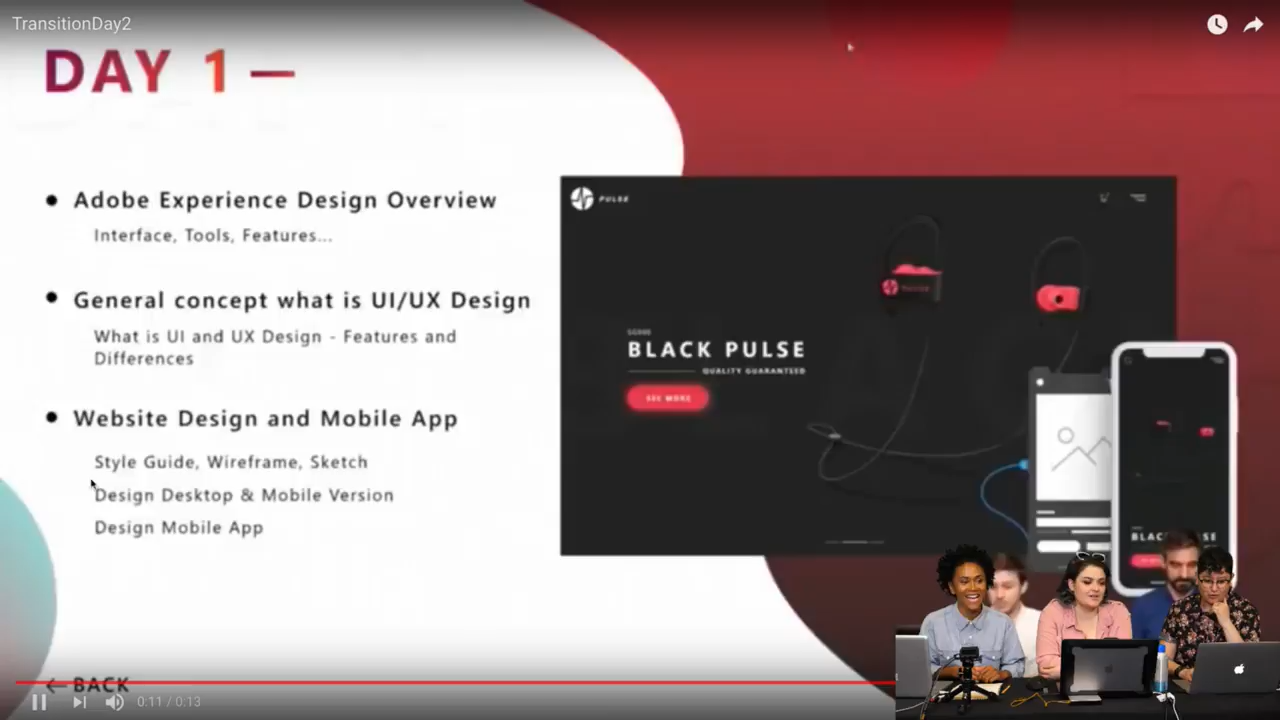 TransitionDay2
DAY 1 —
• Adobe Experience Design Overview
Interface, Tools, Features...
• General concept what is UI/UX Design
What is UI and UX Design - Features and
Differences
• Website Design and Mobile App
Style Guide, Wireframe, Sketch
Design Desktop & Mobile Version
Design Mobile App
← BACK
0:11 / 0:13
PULSE
PULSE
BLACK PULSE
QUALITY GUARANTEED
SEE MORE